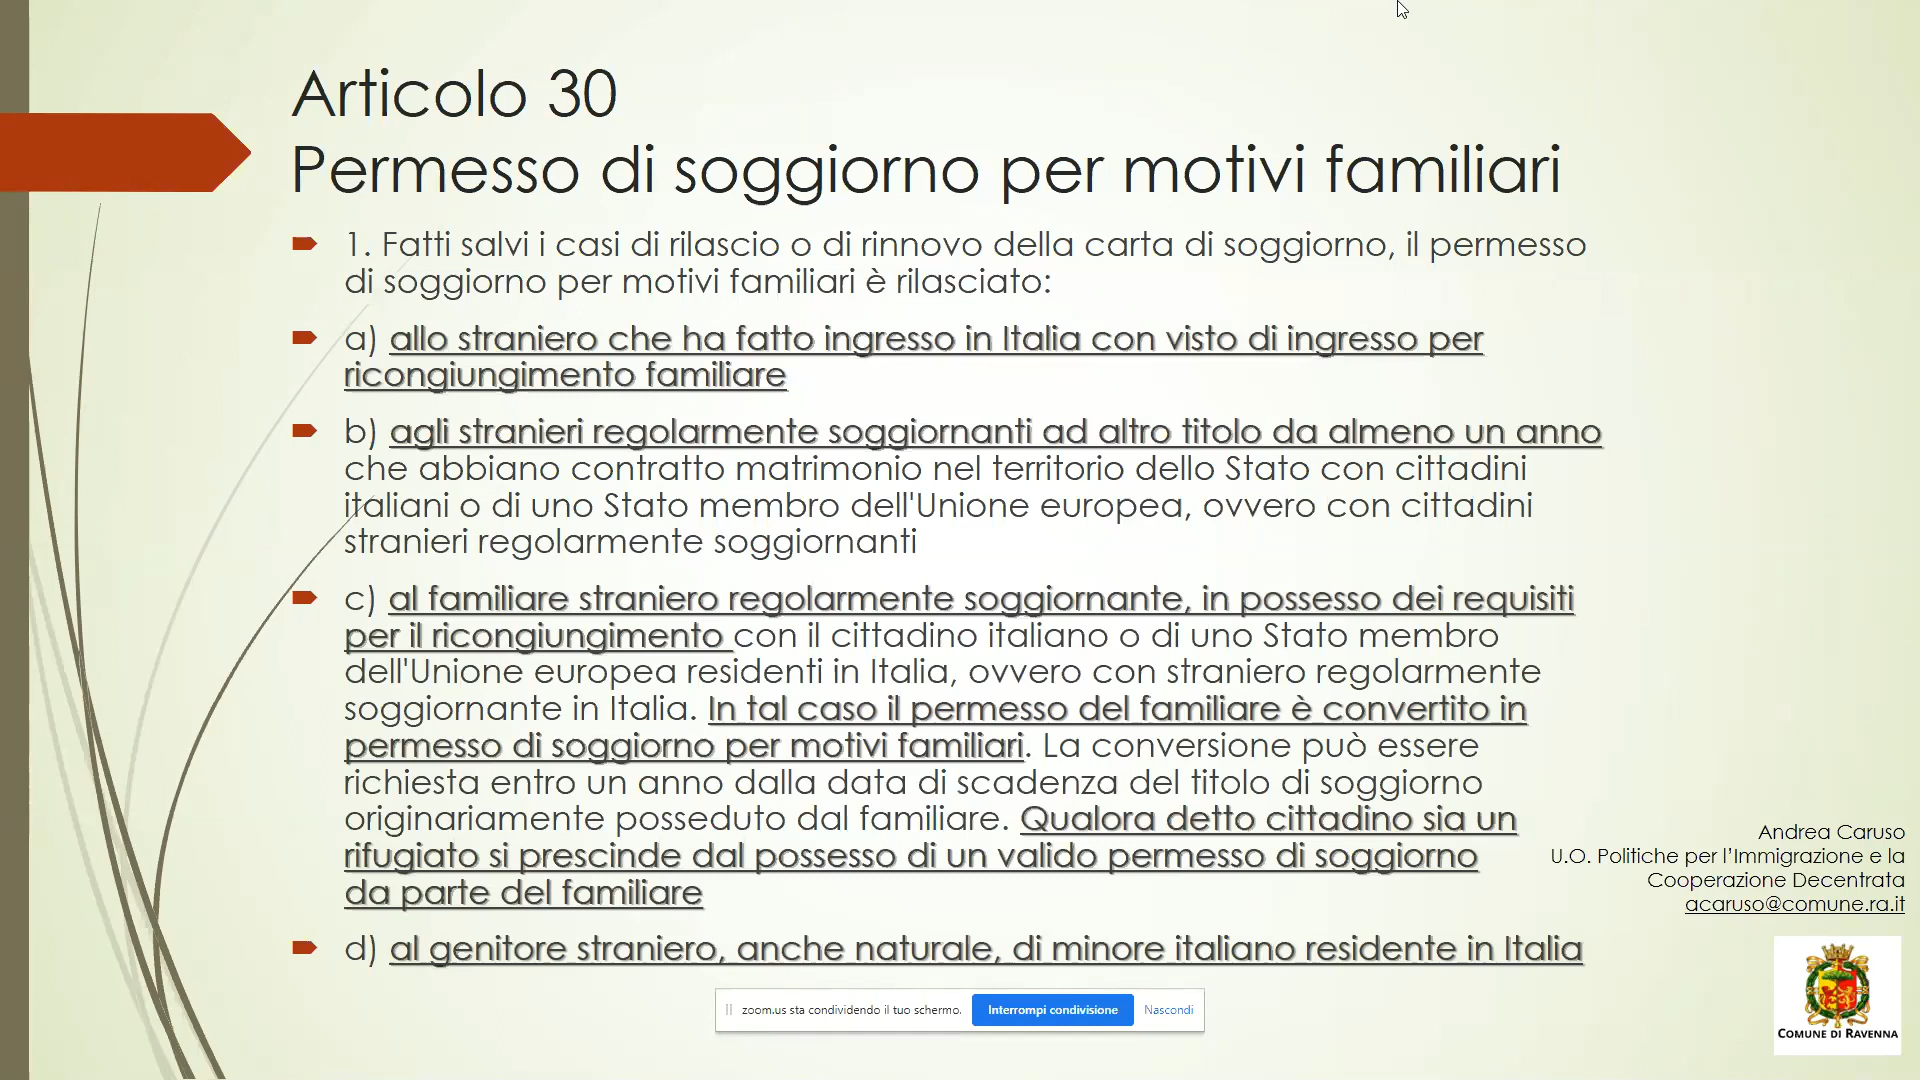 Articolo 30
Permesso di soggiorno per motivi familiari
1. Fatti salvi i casi di rilascio o di rinnovo della carta di soggiorno, il permesso
di soggiorno per motivi familiari è rilasciato:
a) allo straniero che ha fatto ingresso in Italia con visto di ingresso per
ricongiungimento familiare
b) agli stranieri regolarmente soggiornanti ad altro titolo da almeno un anno
che abbiano contratto matrimonio nel territorio dello Stato con cittadini
italiani o di uno Stato membro dell'Unione europea, ovvero con cittadini
stranieri regolarmente soggiornanti
c) al familiare straniero regolarmente soggiornante, in possesso dei requisiti
per il ricongiungimento con il cittadino italiano o di uno Stato membro
dell'Unione europea residenti in Italia, ovvero con straniero regolarmente
soggiornante in Italia. In tal caso il permesso del familiare è convertito in
permesso di soggiorno per motivi familiari. La conversione può essere
richiesta entro un anno dalla data di scadenza del titolo di soggiorno
originariamente posseduto dal familiare. Qualora detto cittadino sia un
rifugiato si prescinde dal possesso di un valido permesso di soggiorno
da parte del familiare
d) al genitore straniero, anche naturale, di minore italiano residente in Italia
Andrea Caruso
U.O. Politiche per l’Immigrazione e la
Cooperazione Decentrata
acaruso@comune.ra.it
COMUNE DI RAVENNA
zoom.us sta condividendo il tuo schermo. Interrompi condivisione Nascondi